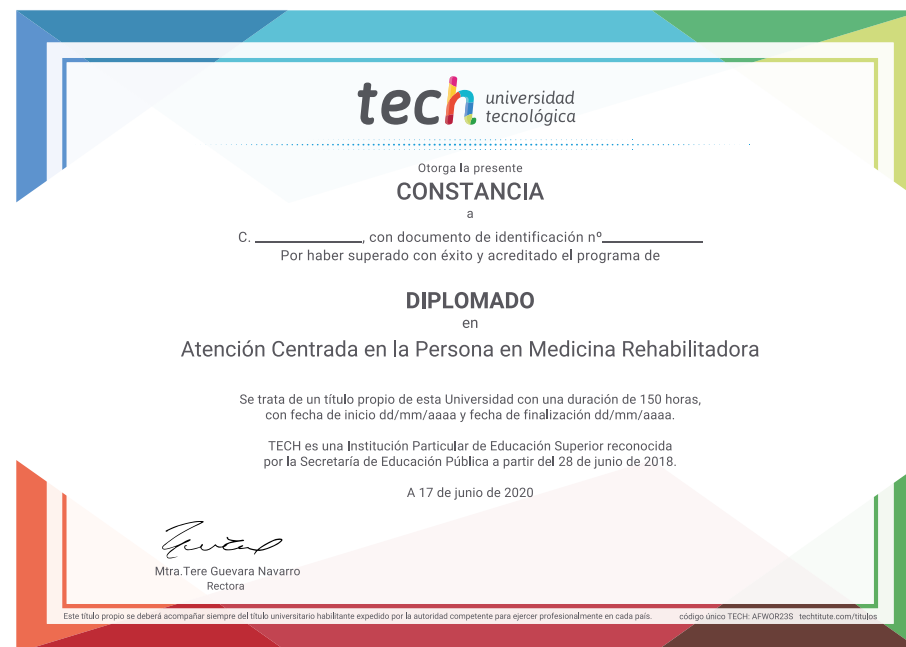 tech universidad
tecnológica
Otorga la presente
CONSTANCIA
a
C. ____________, con documento de identificación nº____________
Por haber superado con éxito y acreditado el programa de
DIPLOMADO
en
Atención Centrada en la Persona en Medicina Rehabilitadora
Se trata de un título propio de esta Universidad con una duración de 150 horas,
con fecha de inicio dd/mm/aaaa y fecha de finalización dd/mm/aaaa.
TECH es una Institución Particular de Educación Superior reconocida
por la Secretaría de Educación Pública a partir del 28 de junio de 2018.
A 17 de junio de 2020
Mtra.Tere Guevara Navarro
Rectora
Este título propio se deberá acompañar siempre del título universitario habilitante expedido por la autoridad competente para ejercer profesionalmente en cada país. código único TECH: AFWOR23S techtitute.com/titulos